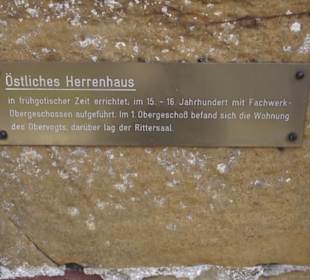 Östliches Herrenhaus
in frühgotischer Zeit errichtet, im 15. - 16. Jahrhundert mit Fachwerk-
Obergeschossen aufgeführt. Im 1. Obergeschoß befand sich die Wohnung
des Obervogts, darüber lag der Rittersaal.